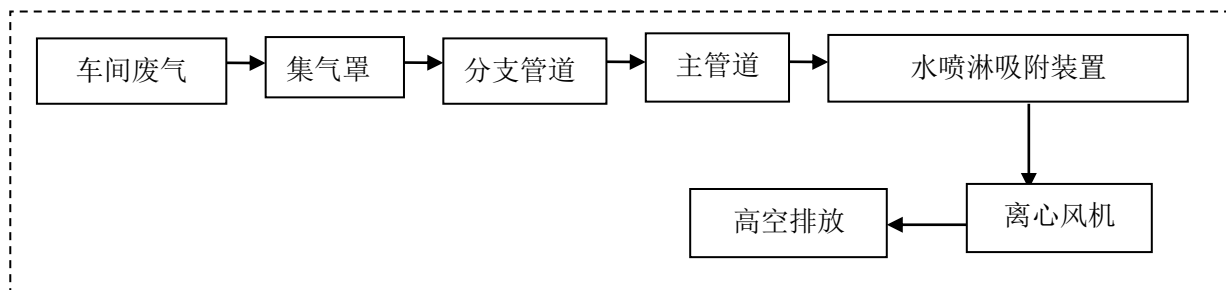 车间废气
集气罩
分支管道
主管道
水喷淋吸附装置
离心风机
高空排放